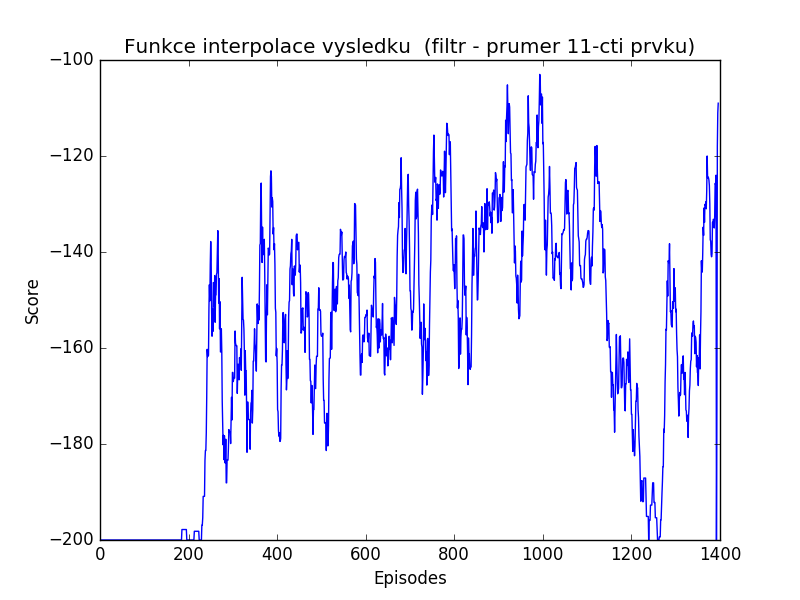 Funkce interpolace vysledku  (filtr - prumer 11-cti prvku)
−100
−120
−140
−160
−180
−200
Score
0 200 400 600 800 1000 1200 1400
Episodes